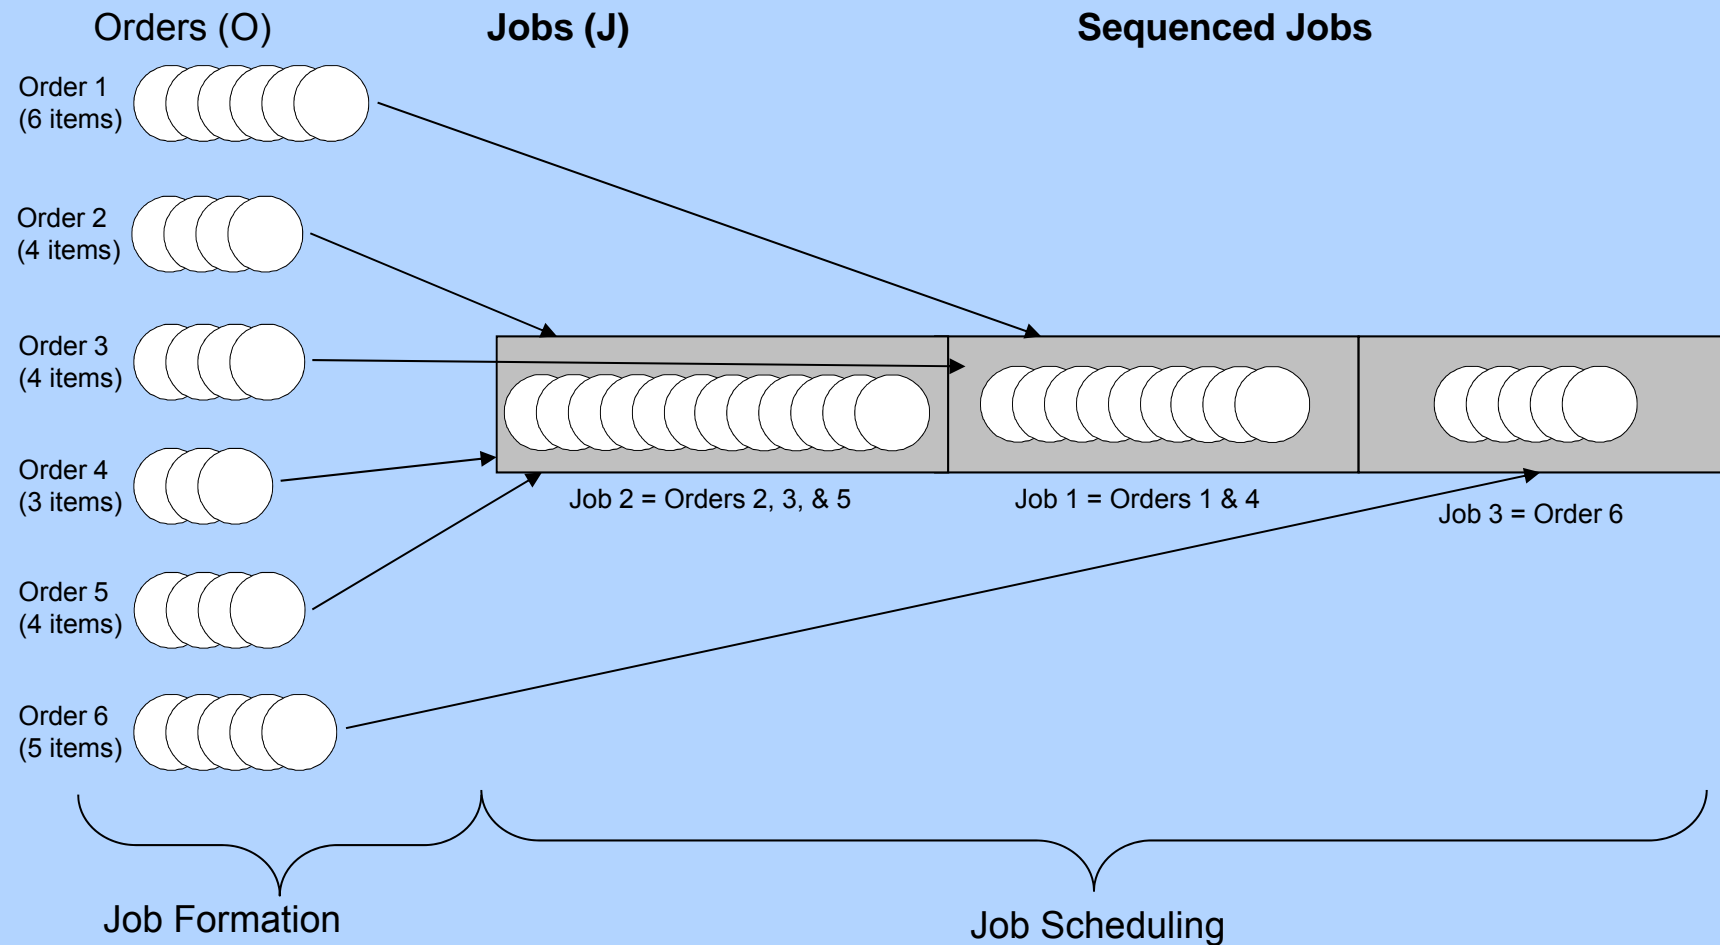 Orders (O)
Jobs (J)
Sequenced Jobs
Order 1
(6 items)
Order 2
(4 items)
Order 3
(4 items)
Order 4
(3 items)
Order 5
(4 items)
Order 6
(5 items)
Job 2 = Orders 2, 3, & 5
Job 1 = Orders 1 & 4
Job 3 = Order 6
Job Formation
Job Scheduling